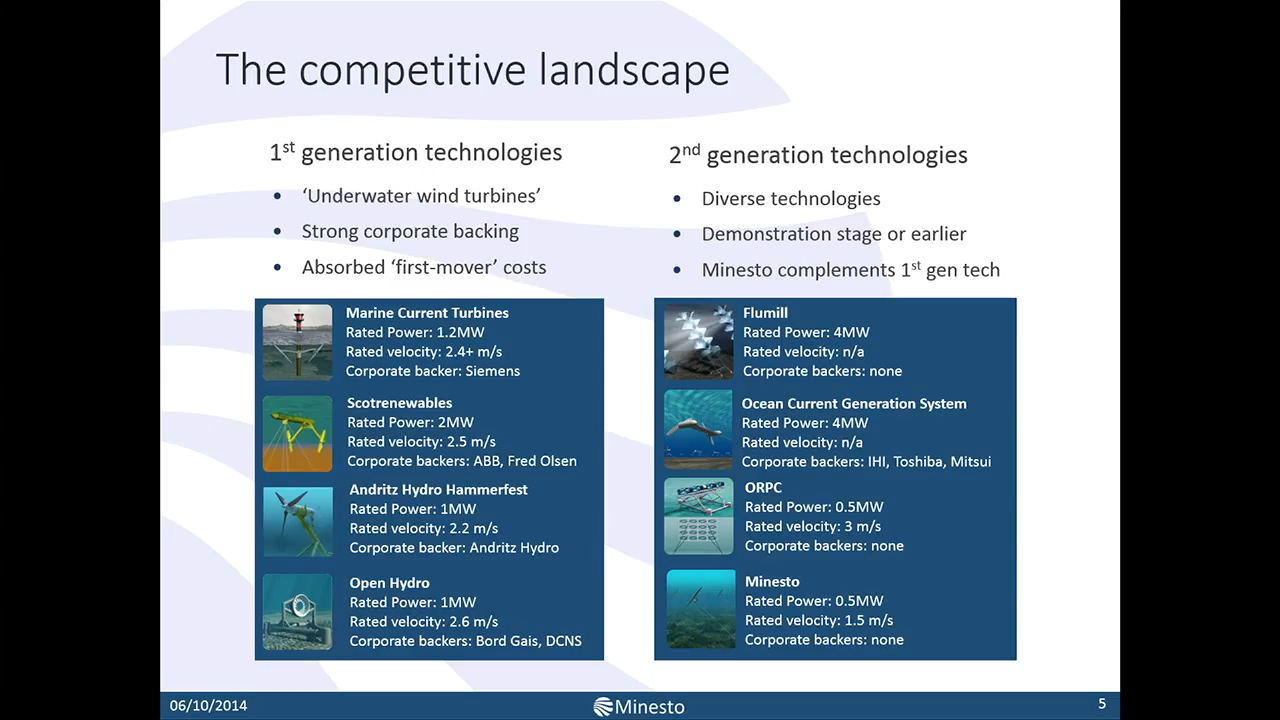 The competitive landscape
1st generation technologies
• ‘Underwater wind turbines’
• Strong corporate backing
• Absorbed ‘first-mover’ costs
Marine Current Turbines
Rated Power: 1.2MW
Rated velocity: 2.4+ m/s
Corporate backer: Siemens
Scotrenewables
Rated Power: 2MW
Rated velocity: 2.5 m/s
Corporate backers: ABB, Fred Olsen
Andritz Hydro Hammerfest
Rated Power: 1MW
Rated velocity: 2.2 m/s
Corporate backer: Andritz Hydro
Open Hydro
Rated Power: 1MW
Rated velocity: 2.6 m/s
Corporate backers: Bord Gais, DCNS
2nd generation technologies
• Diverse technologies
• Demonstration stage or earlier
• Minesto complements 1st gen tech
Flumill
Rated Power: 4MW
Rated velocity: n/a
Corporate backers: none
Ocean Current Generation System
Rated Power: 4MW
Rated velocity: n/a
Corporate backers: IHI, Toshiba, Mitsui
ORPC
Rated Power: 0.5MW
Rated velocity: 3 m/s
Corporate backers: none
Minesto
Rated Power: 0.5MW
Rated velocity: 1.5 m/s
Corporate backers: none
06/10/2014
Minesto
5